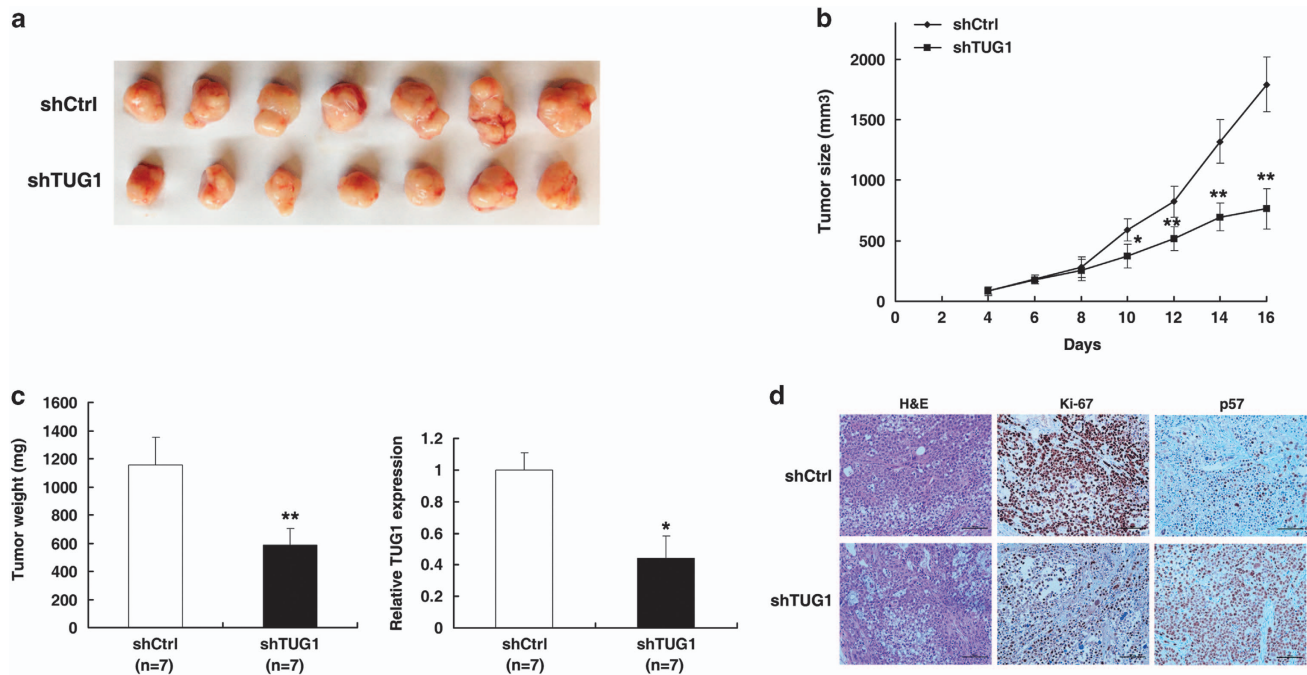 a
shCtrl
shTUG1
b
shCtrl
shTUG1
Tumor size (mm3)
2000
1500
1000
500
0
0 2 4 6 8 10 12 14 16
Days
*
**
**
**
c
Tumor weight (mg)
1600
1400
1200
1000
800
600
400
200
0
**
shCtrl shTUG1
(n=7) (n=7)
Relative TUG1 expression
1.2
1
0.8
0.6
0.4
0.2
0
*
shCtrl shTUG1
(n=7) (n=7)
d
H&E Ki-67 p57
shCtrl
shTUG1